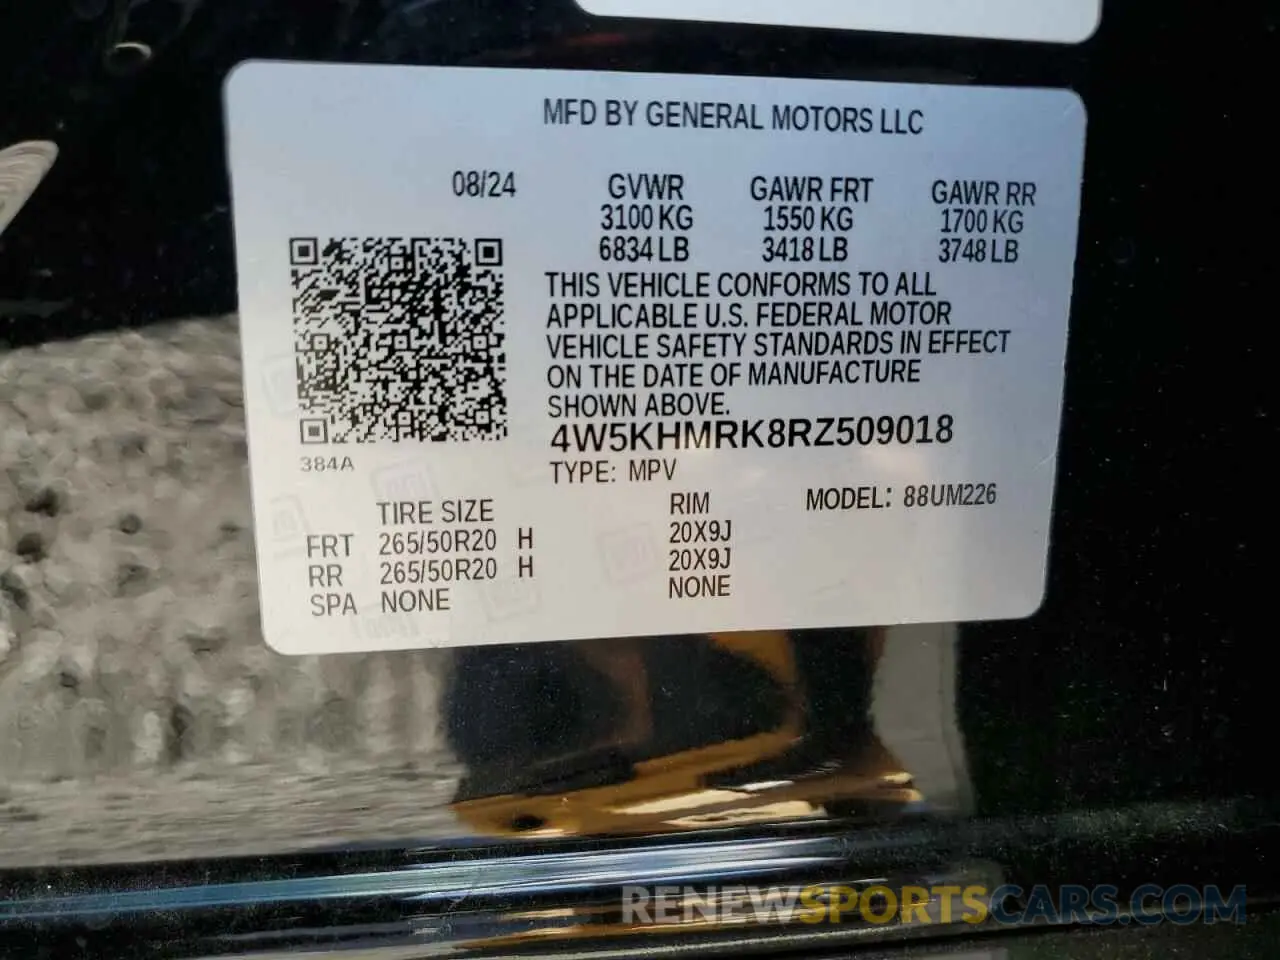 MFD BY GENERAL MOTORS LLC
08/24 GVWR GAWR FRT GAWR RR
3100 KG 1550 KG 1700 KG
6834 LB 3418 LB 3748 LB
THIS VEHICLE CONFORMS TO ALL
APPLICABLE U.S. FEDERAL MOTOR
VEHICLE SAFETY STANDARDS IN EFFECT
ON THE DATE OF MANUFACTURE
SHOWN ABOVE.
4W5KHMRK8RZ509018
384A
TYPE: MPV
TIRE SIZE RIM MODEL: 88UM226
FRT 265/50R20 H 20X9J
RR 265/50R20 H 20X9J
SPA NONE NONE
RENEWSPORTSCARS.COM